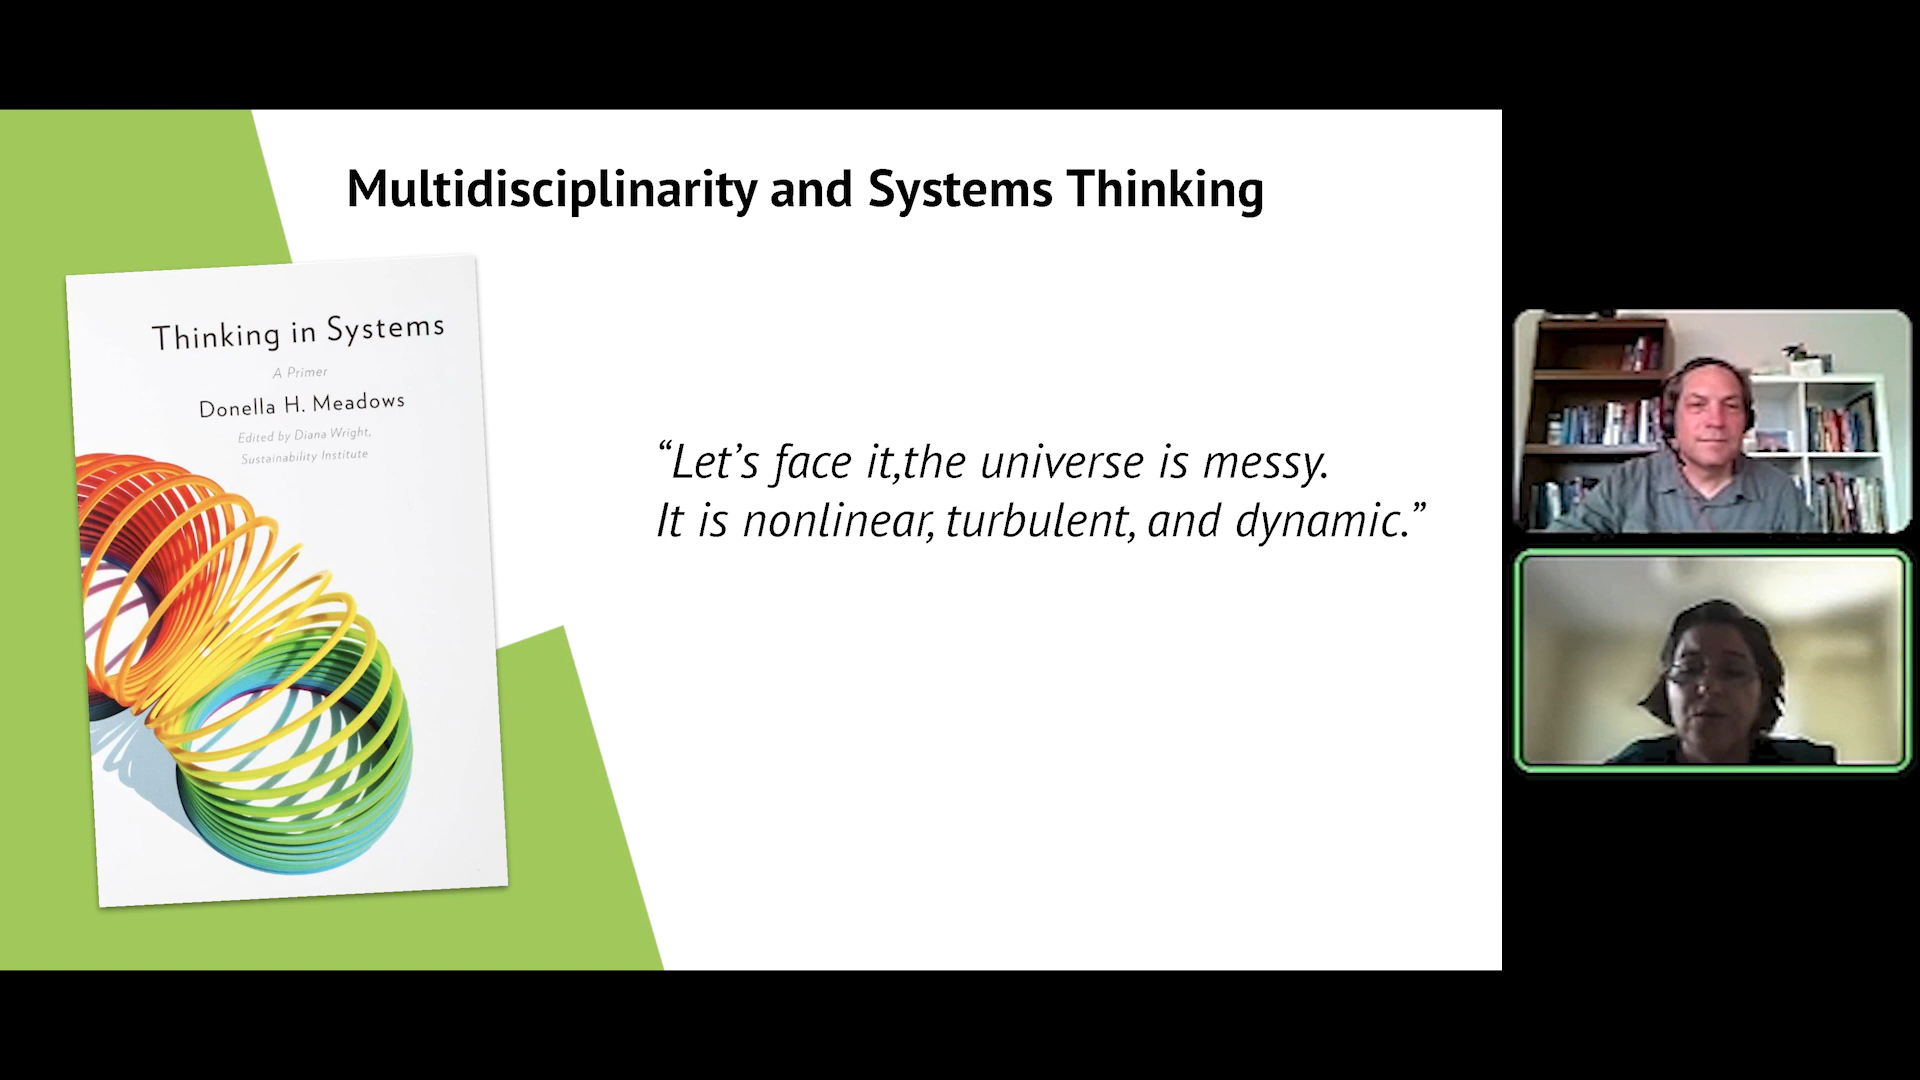 Multidisciplinarity and Systems Thinking
Thinking in Systems
A Primer
Donella H. Meadows
Edited by Diana Wright,
Sustainability Institute
“Let’s face it,the universe is messy.
It is nonlinear, turbulent, and dynamic.”